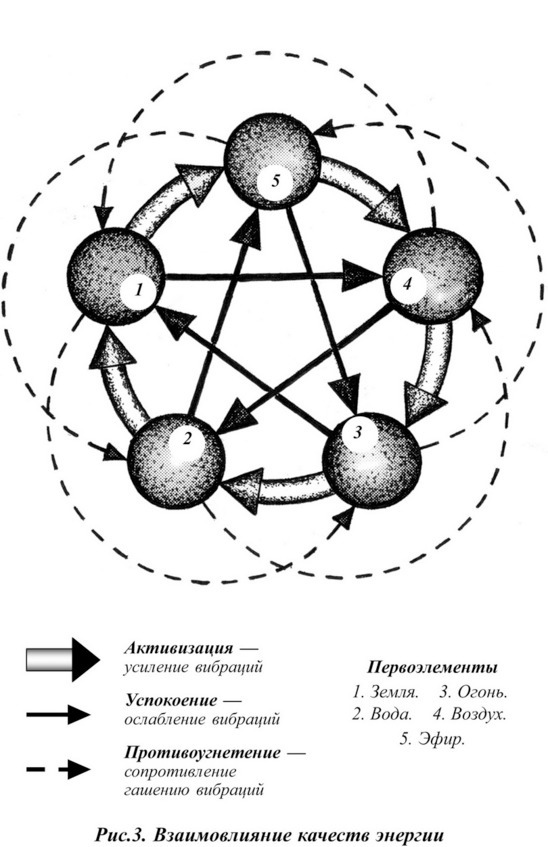 5
1
4
2
3
Активизация —
усиление вибраций
Успокоение —
ослабление вибраций
Противоугнетение —
сопротивление
гашению вибраций
Первоэлементы
1. Земля. 3. Огонь.
2. Вода. 4. Воздух.
5. Эфир.
Рис.3. Взаимовлияние качеств энергии